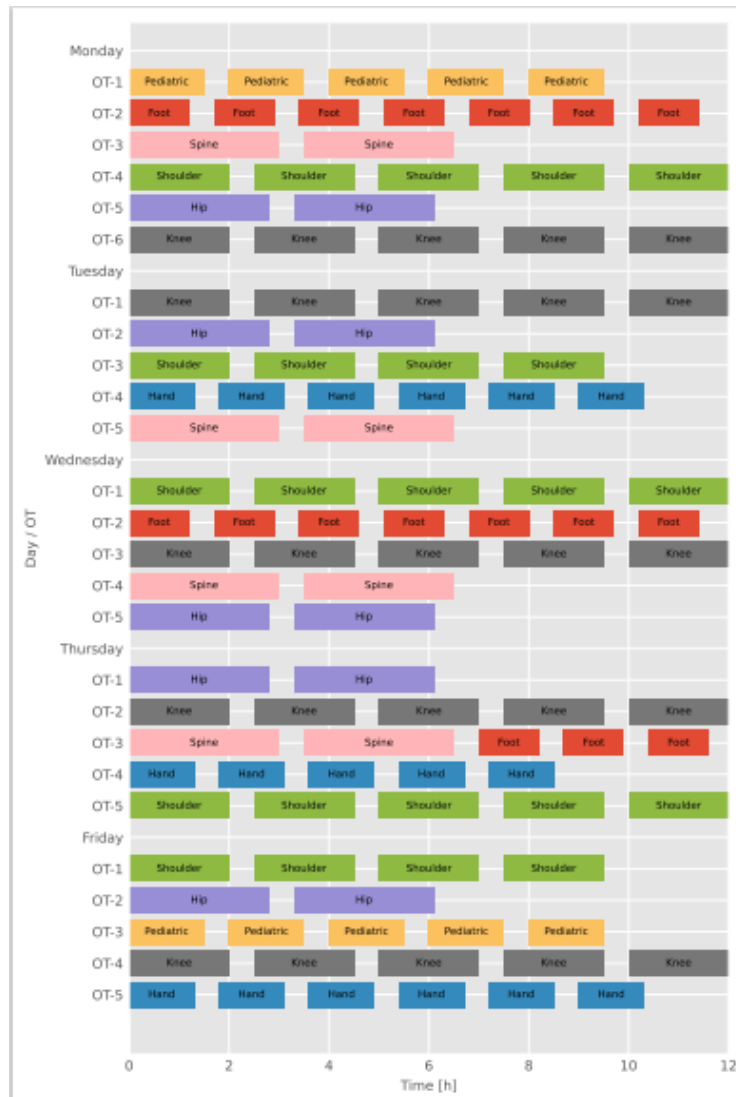 Monday
OT-1 Pediatric Pediatric Pediatric Pediatric Pediatric
OT-2 Foot Foot Foot Foot Foot Foot Foot
OT-3 Spine Spine
OT-4 Shoulder Shoulder Shoulder Shoulder Shoulder
OT-5 Hip Hip
OT-6 Knee Knee Knee Knee Knee
Tuesday
OT-1 Knee Knee Knee Knee Knee
OT-2 Hip Hip
OT-3 Shoulder Shoulder Shoulder Shoulder
OT-4 Hand Hand Hand Hand Hand Hand
OT-5 Spine Spine
Wednesday
OT-1 Shoulder Shoulder Shoulder Shoulder Shoulder
OT-2 Foot Foot Foot Foot Foot Foot Foot
OT-3 Knee Knee Knee Knee Knee
OT-4 Spine Spine
OT-5 Hip Hip
Day / OT
Thursday
OT-1 Hip Hip
OT-2 Knee Knee Knee Knee Knee
OT-3 Spine Spine Foot Foot Foot
OT-4 Hand Hand Hand Hand Hand
OT-5 Shoulder Shoulder Shoulder Shoulder Shoulder
Friday
OT-1 Shoulder Shoulder Shoulder Shoulder
OT-2 Hip Hip
OT-3 Pediatric Pediatric Pediatric Pediatric Pediatric
OT-4 Knee Knee Knee Knee Knee
OT-5 Hand Hand Hand Hand Hand Hand
0 2 4 6 8 10 12
Time [h]